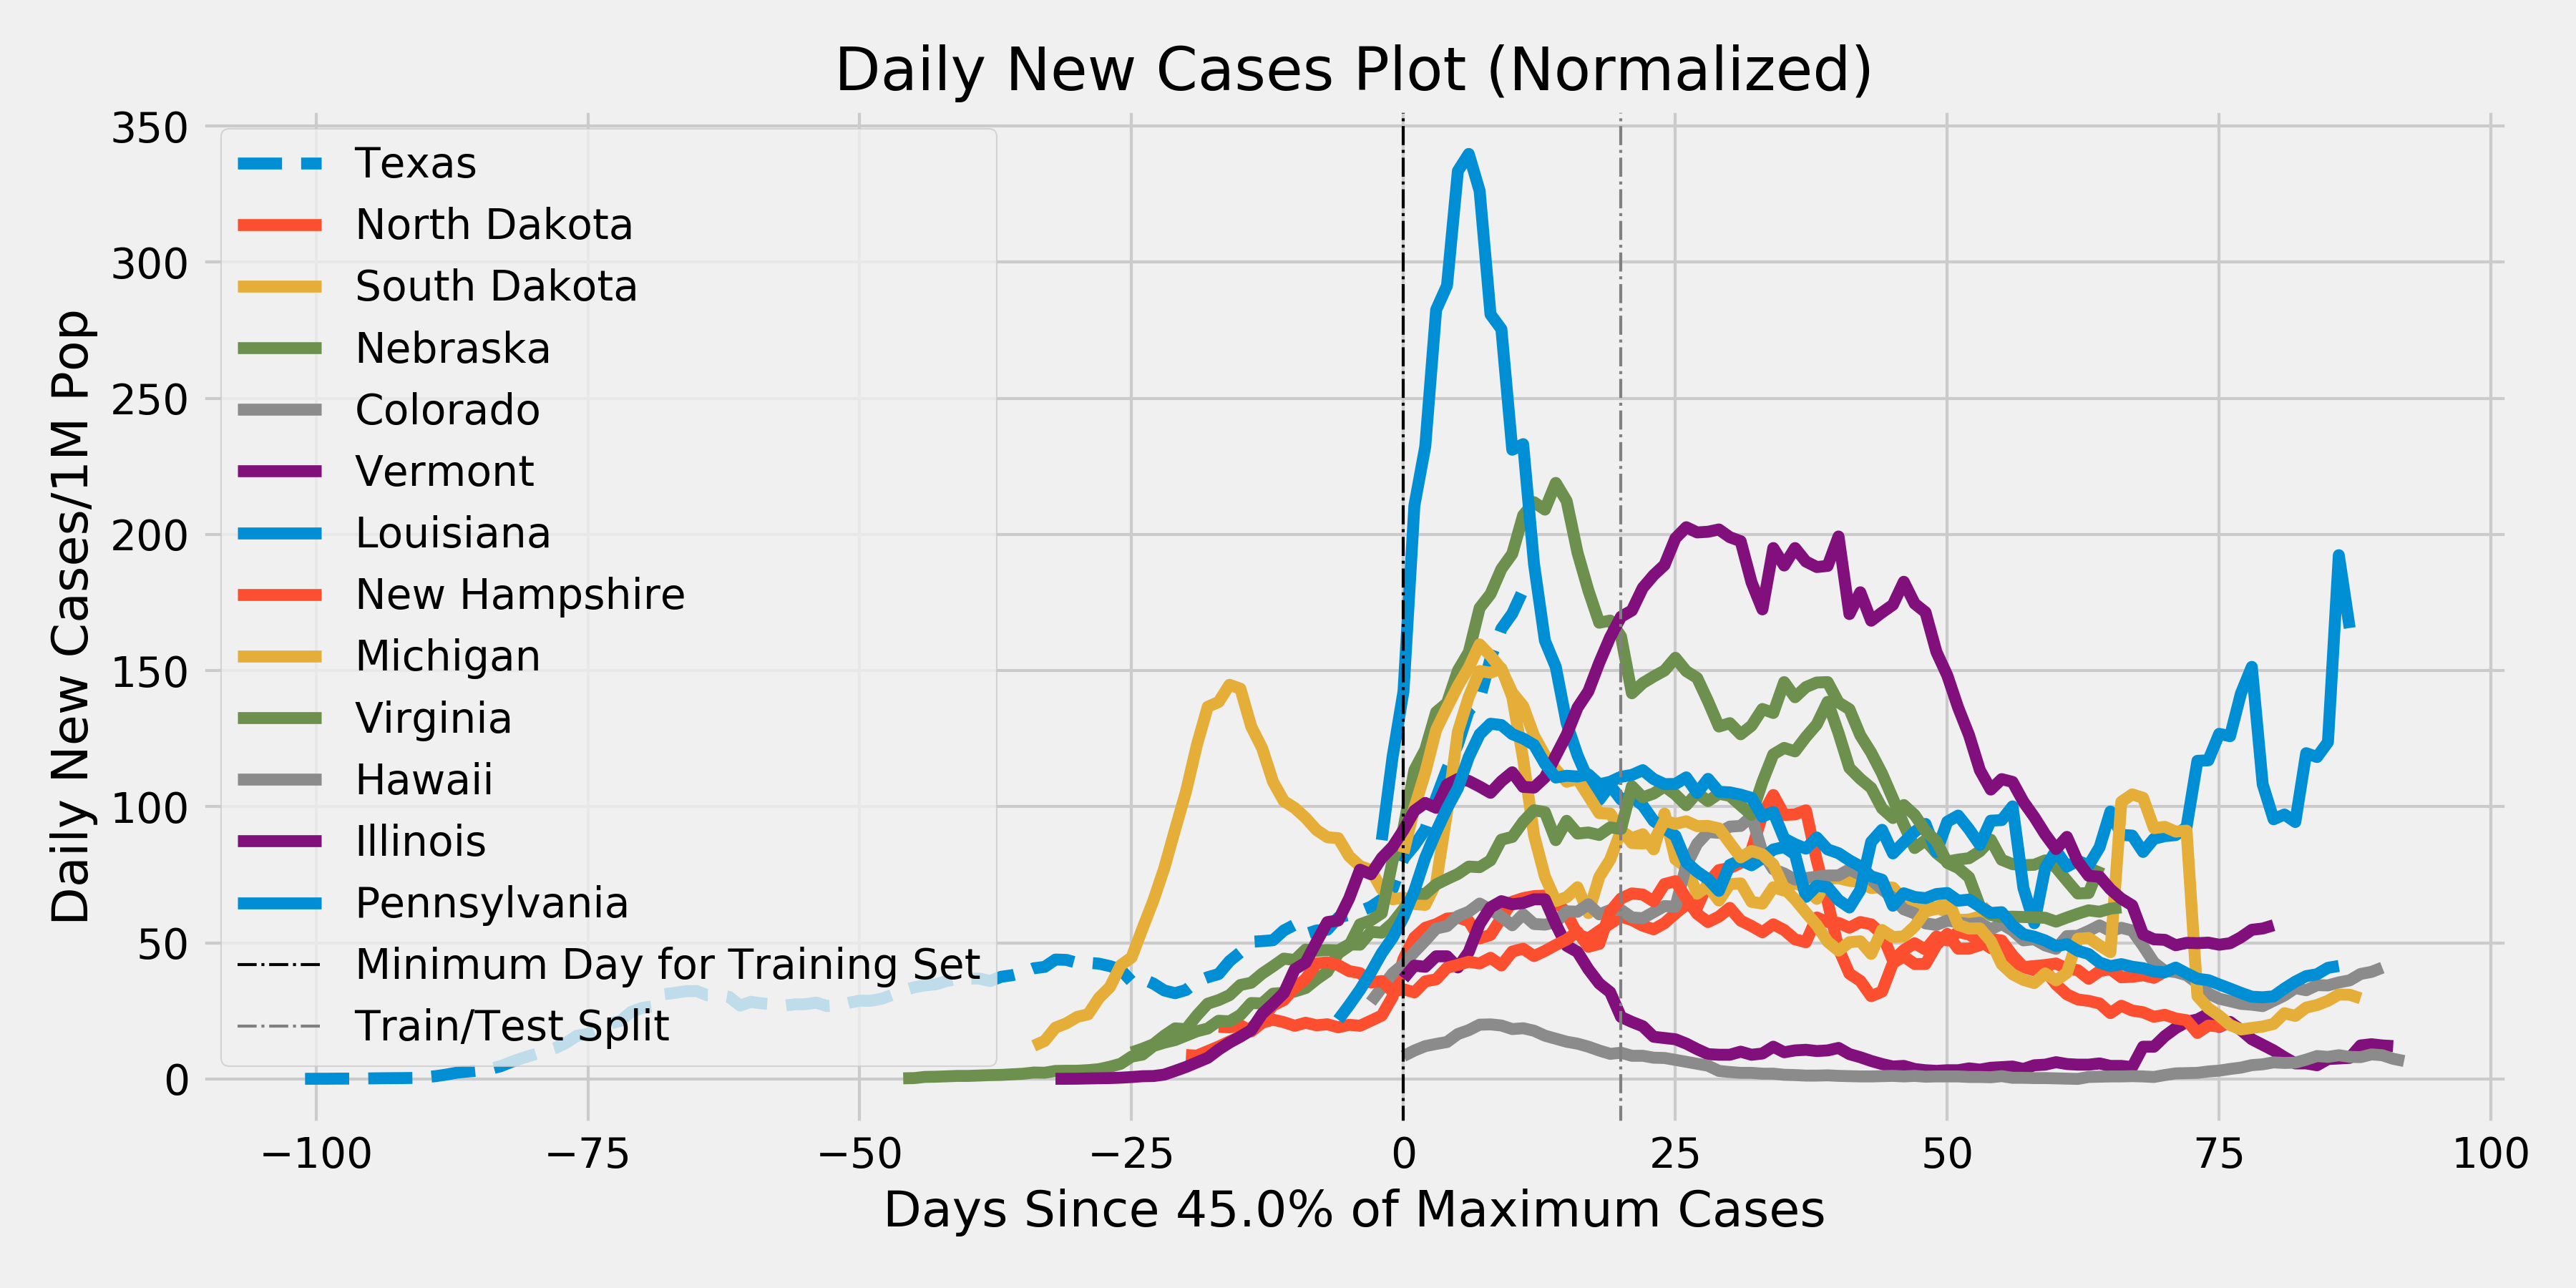 Daily New Cases Plot (Normalized)
350
300
250
200
150
100
50
0
Daily New Cases/1M Pop
Texas
North Dakota
South Dakota
Nebraska
Colorado
Vermont
Louisiana
New Hampshire
Michigan
Virginia
Hawaii
Illinois
Pennsylvania
Minimum Day for Training Set
Train/Test Split
−100 −75 −50 −25 0 25 50 75 100
Days Since 45.0% of Maximum Cases